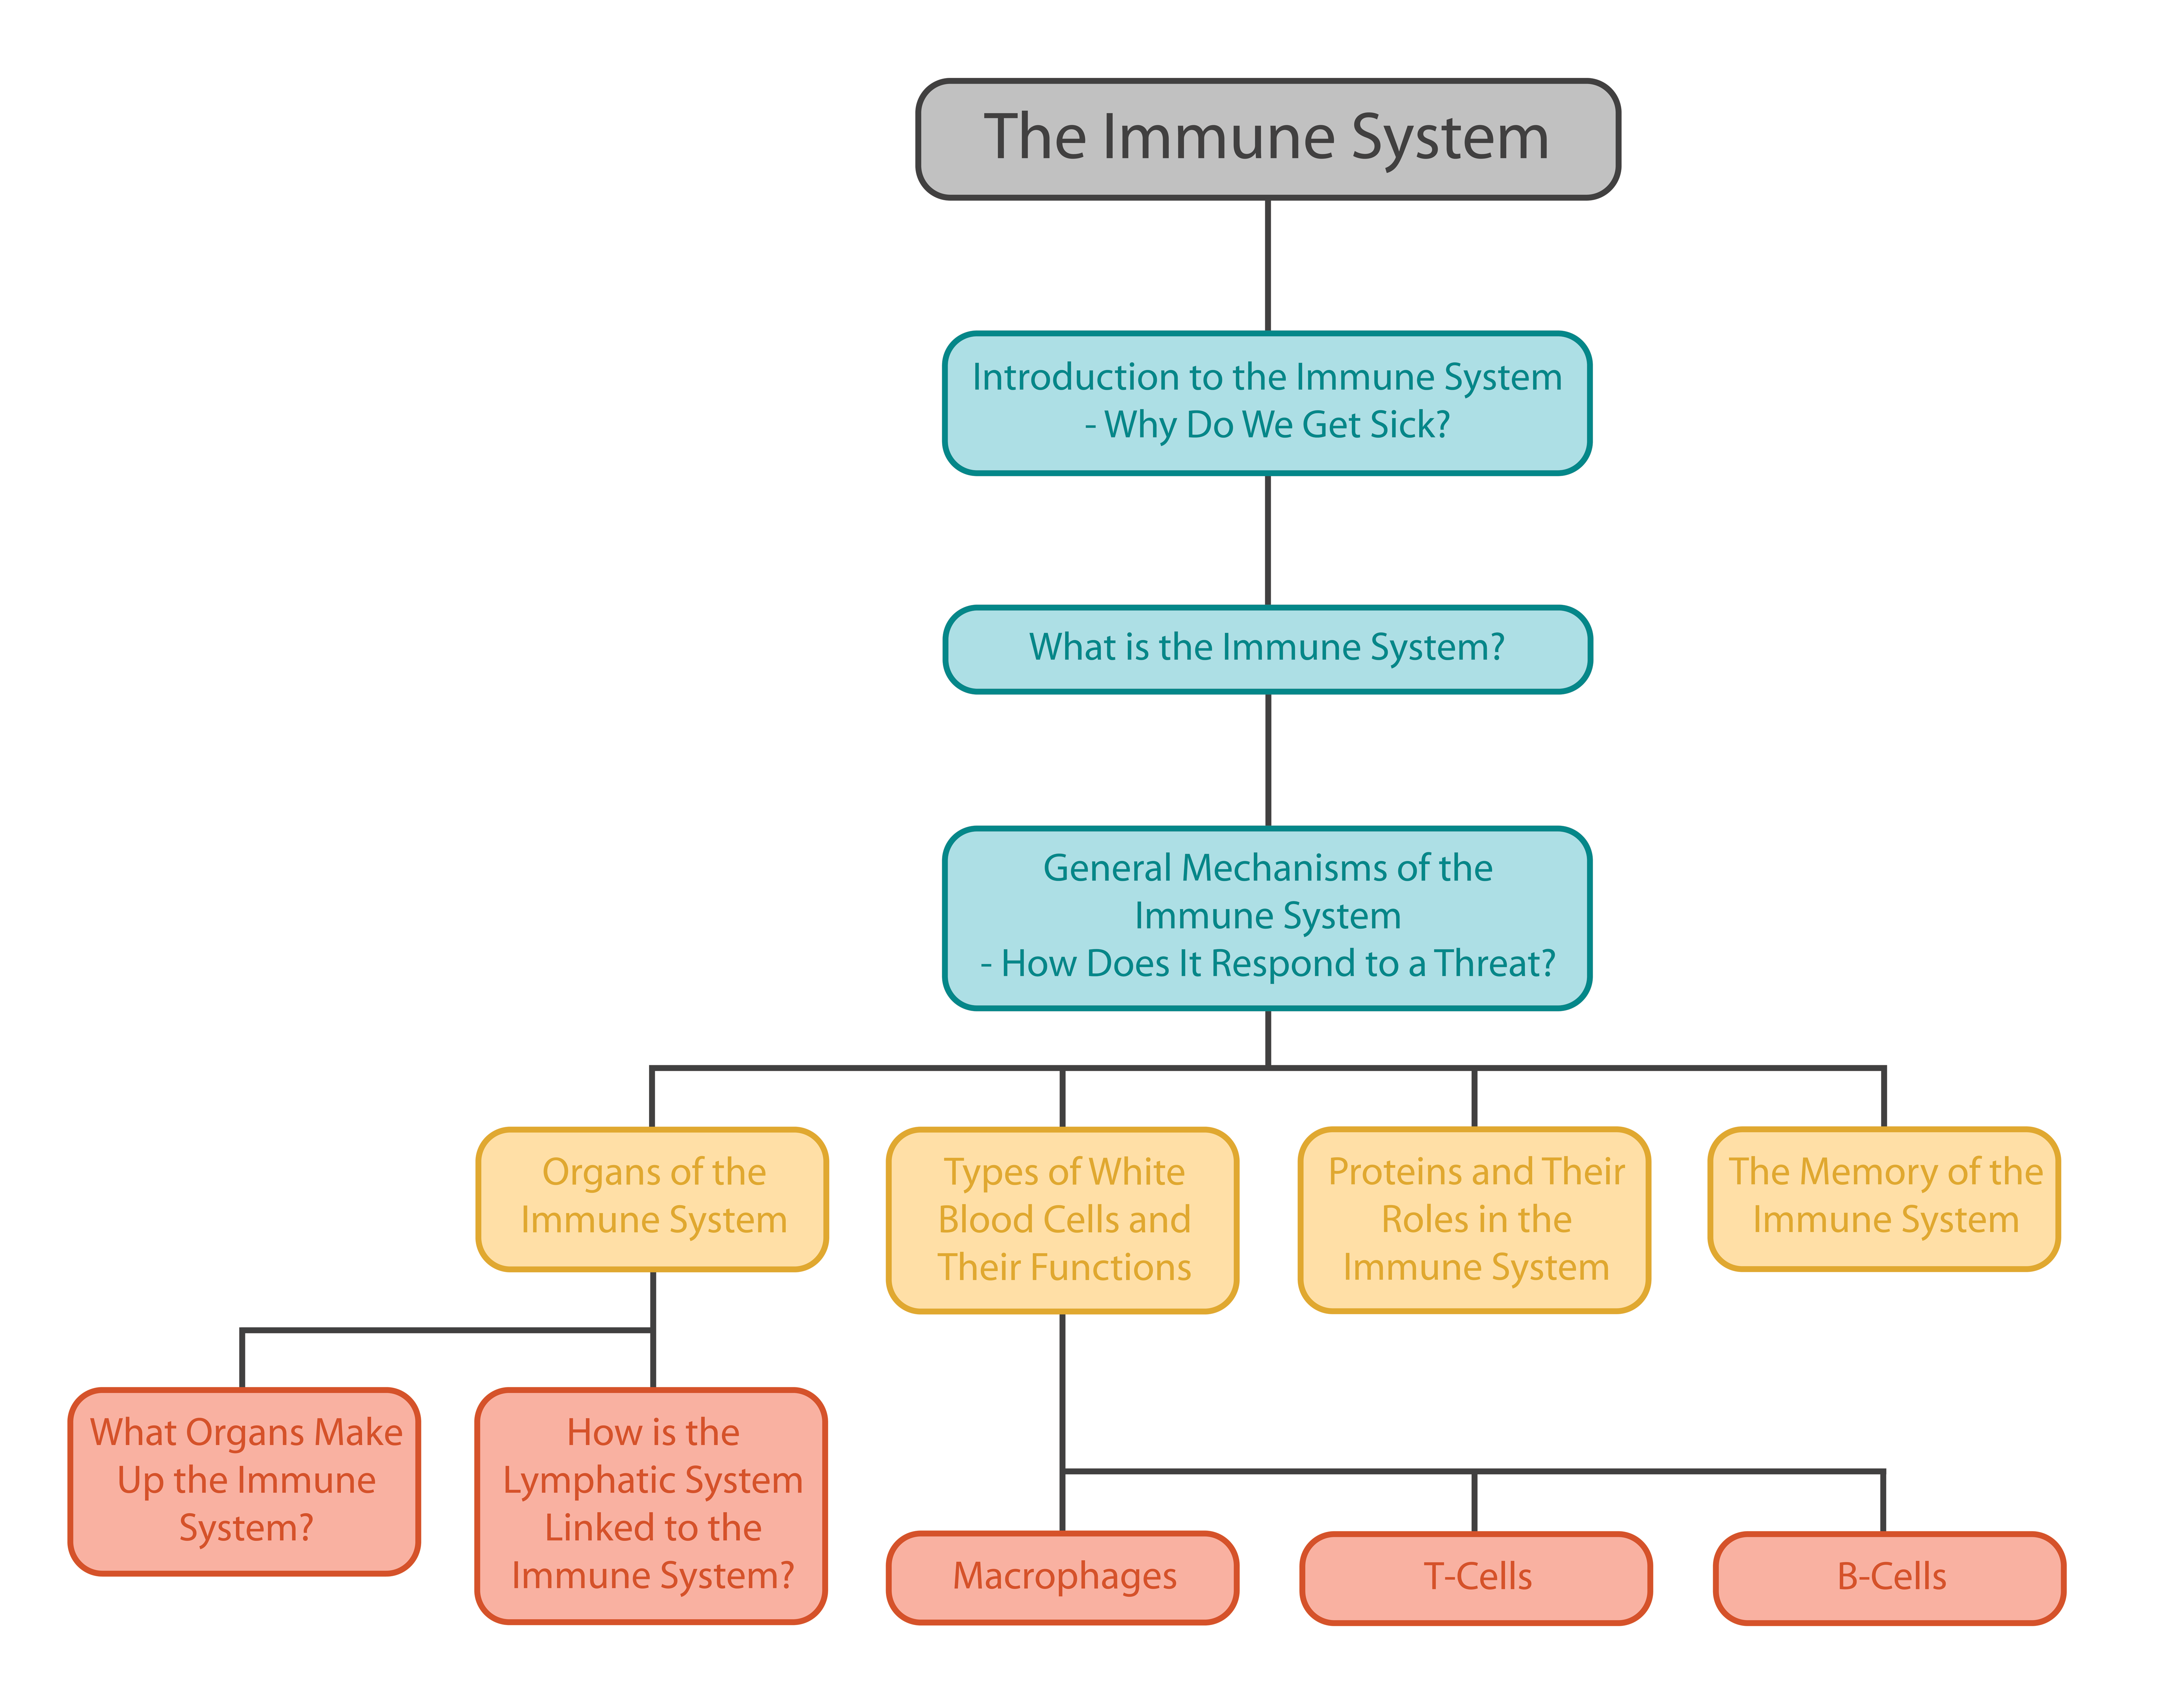 The Immune System
Introduction to the Immune System
- Why Do We Get Sick?
What is the Immune System?
General Mechanisms of the
Immune System
- How Does It Respond to a Threat?
Organs of the
Immune System
Types of White
Blood Cells and
Their Functions
Proteins and Their
Roles in the
Immune System
The Memory of the
Immune System
What Organs Make
Up the Immune
System?
How is the
Lymphatic System
Linked to the
Immune System?
Macrophages
T-Cells
B-Cells